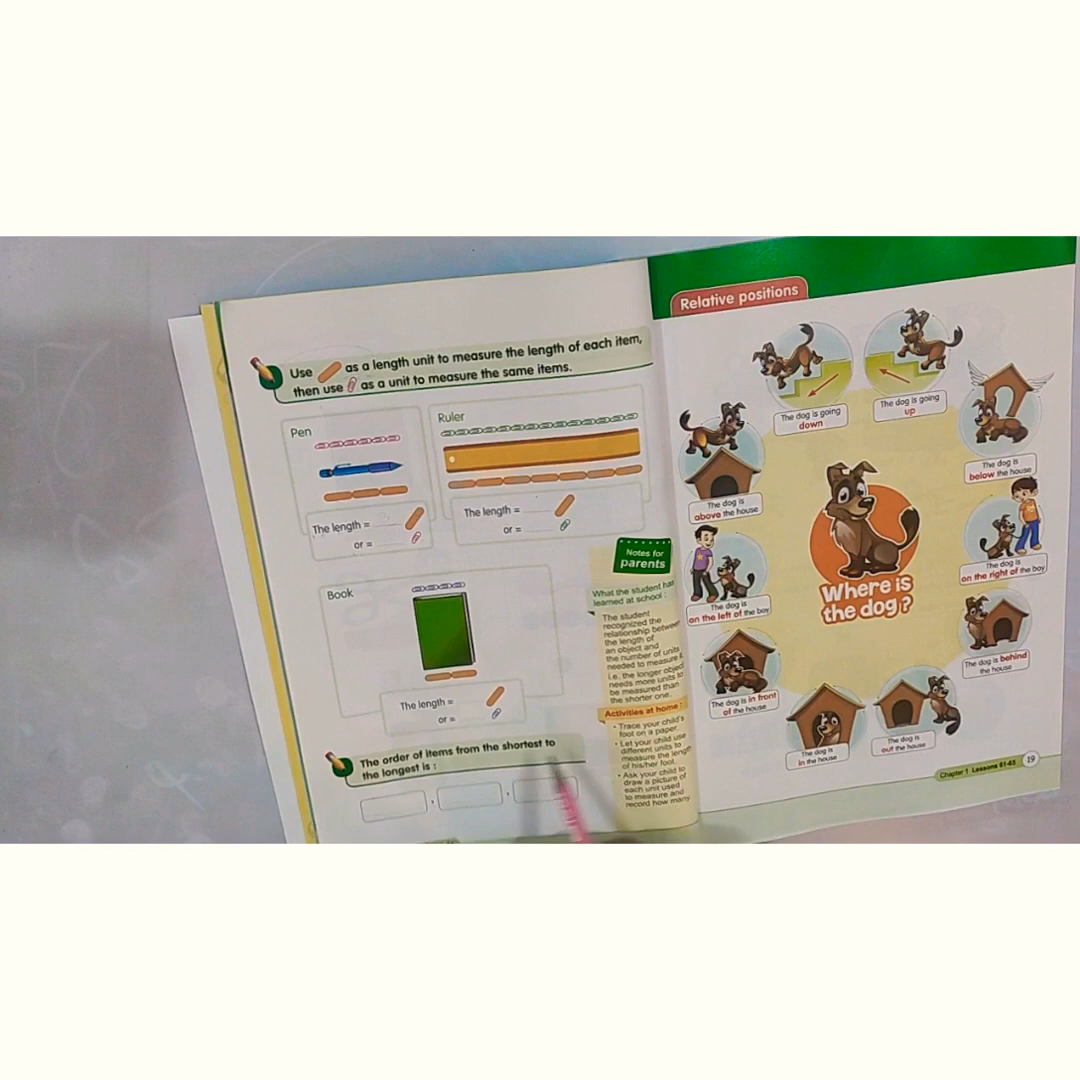 Use as a length unit to measure the length of each item,
then use as a unit to measure the same items.
Pen
The length =
or =
Ruler
The length =
or =
Book
The length =
or =
The order of items from the shortest to
the longest is :
, ,
Notes for
parents
What the student has
learned at school :
The student
recognized the
relationship between
the length of
an object and
the number of units
needed to measure it
i.e. the longer object
needs more units to
be measured than
the shorter one.
Activities at home :
• Trace your child's
foot on a paper.
• Let your child use
different units to
measure the length
of his/her foot.
• Ask your child to
draw a picture of
each unit used
to measure and
record how many
Relative positions
The dog is going
down
The dog is going
up
The dog is
above the house
The dog is
below the house
The dog is
on the left of the boy
Where is
the dog ?
The dog is
on the right of the boy
The dog is in front
of the house
The dog is behind
the house
The dog is
in the house
The dog is
out the house
Chapter 1 Lessons 61-65 19